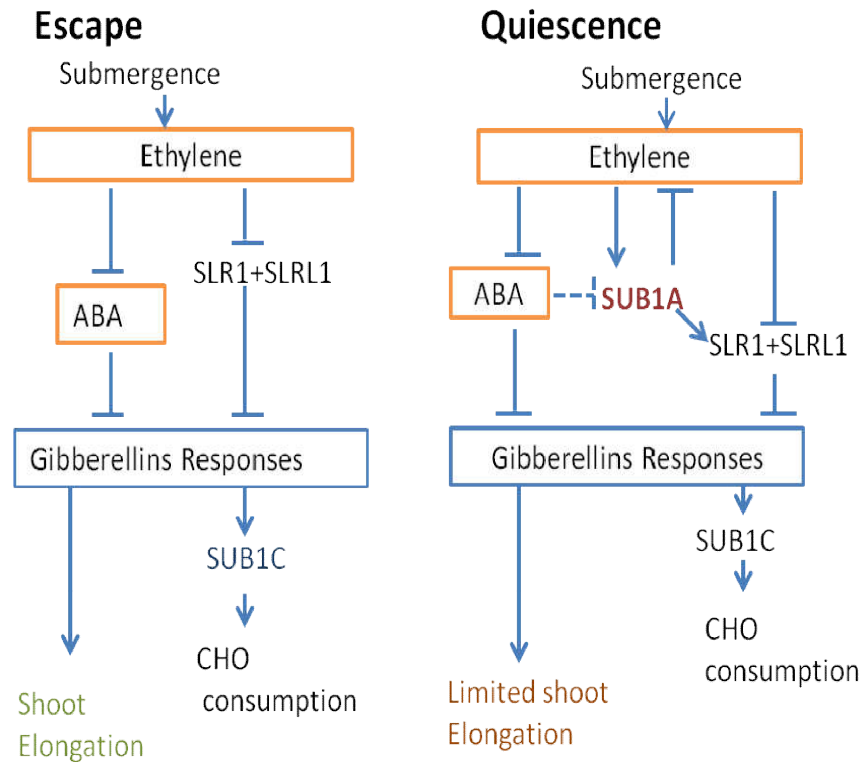 Escape
Submergence
Ethylene
SLR1+SLRL1
ABA
Gibberellins Responses
SUB1C
CHO
consumption
Shoot
Elongation
Quiescence
Submergence
Ethylene
ABA
SUB1A
SLR1+SLRL1
Gibberellins Responses
SUB1C
CHO
consumption
Limited shoot
Elongation